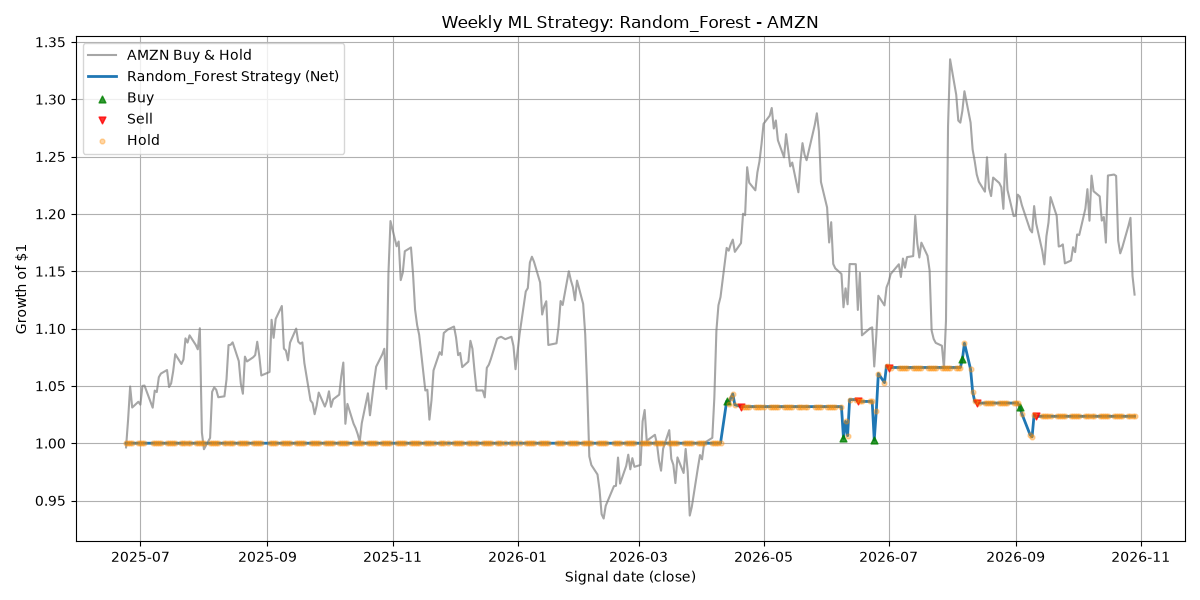 Weekly ML Strategy: Random_Forest - AMZN
AMZN Buy & Hold
Random_Forest Strategy (Net)
Buy
Sell
Hold
Growth of $1
1.35
1.30
1.25
1.20
1.15
1.10
1.05
1.00
0.95
2025-07
2025-09
2025-11
2026-01
2026-03
2026-05
2026-07
2026-09
2026-11
Signal date (close)